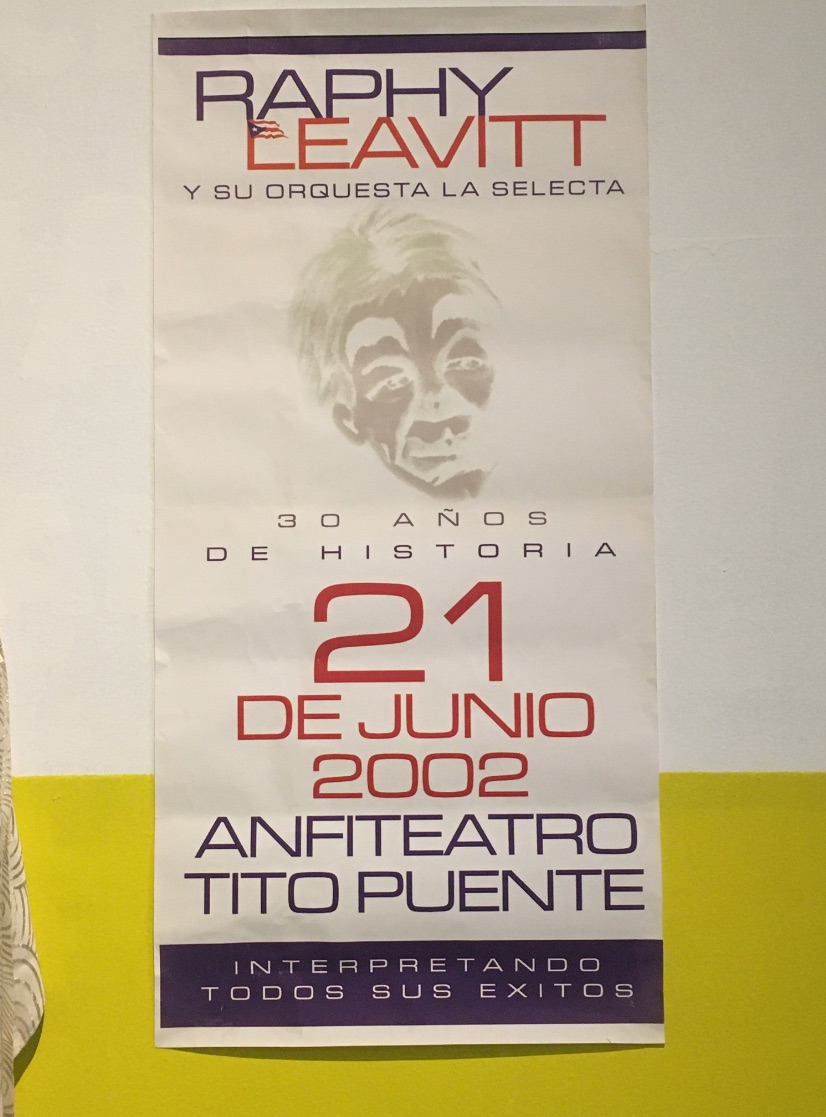 RAPHY
LEAVITT
Y SU ORQUESTA LA SELECTA
30 AÑOS
DE HISTORIA
21
DE JUNIO
2002
ANFITEATRO
TITO PUENTE
INTERPRETANDO
TODOS SUS EXITOS